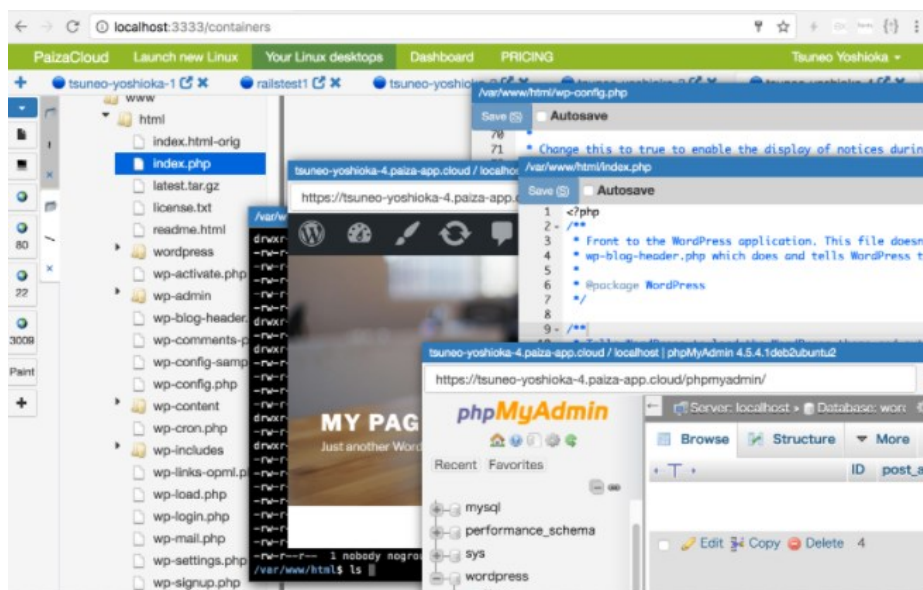 localhost:3333/containers
PaizaCloud Launch new Linux Your Linux desktops Dashboard PRICING Tsuneo Yoshioka
tsuneo-yoshioka-1 railstest1 tsuneo-yoshioka
/var/www/html/wp-config.php
Save (S) Autosave
70 *
71 * Change this to true to enable the display of notices durin
www
html
index.html-orig
index.php
latest.tar.gz
license.txt
readme.html
wordpress
wp-activate.php
wp-admin
wp-blog-header.
wp-comments-p
wp-config-samp
wp-config.php
wp-content
wp-cron.php
wp-includes
wp-links-opml.p
wp-load.php
wp-login.php
wp-mail.php
wp-settings.php
wp-signup.php
80
22
3009
Paint
/var/www/html/index.php
Save (S) Autosave
1 <?php
2 /**
3 * Front to the WordPress application. This file doesn
4 * wp-blog-header.php which does and tells WordPress t
5 *
6 * @package WordPress
7 */
8
9 /**
tsuneo-yoshioka-4.paiza-app.cloud / localho
https://tsuneo-yoshioka-4.paiza-app.c
MY PAG
Just another Word
/var/w
drwxr-
-rw-r-
-rw-r--r-- 1 nobody nogrou
/var/www/html$ ls
tsuneo-yoshioka-4.paiza-app.cloud / localhost | phpMyAdmin 4.5.4.1deb2ubuntu2
https://tsuneo-yoshioka-4.paiza-app.cloud/phpmyadmin/
phpMyAdmin
Recent Favorites
mysql
performance_schema
sys
wordpress
Server: localhost » Database: wor
Browse Structure More
ID post_a
Edit Copy Delete 4